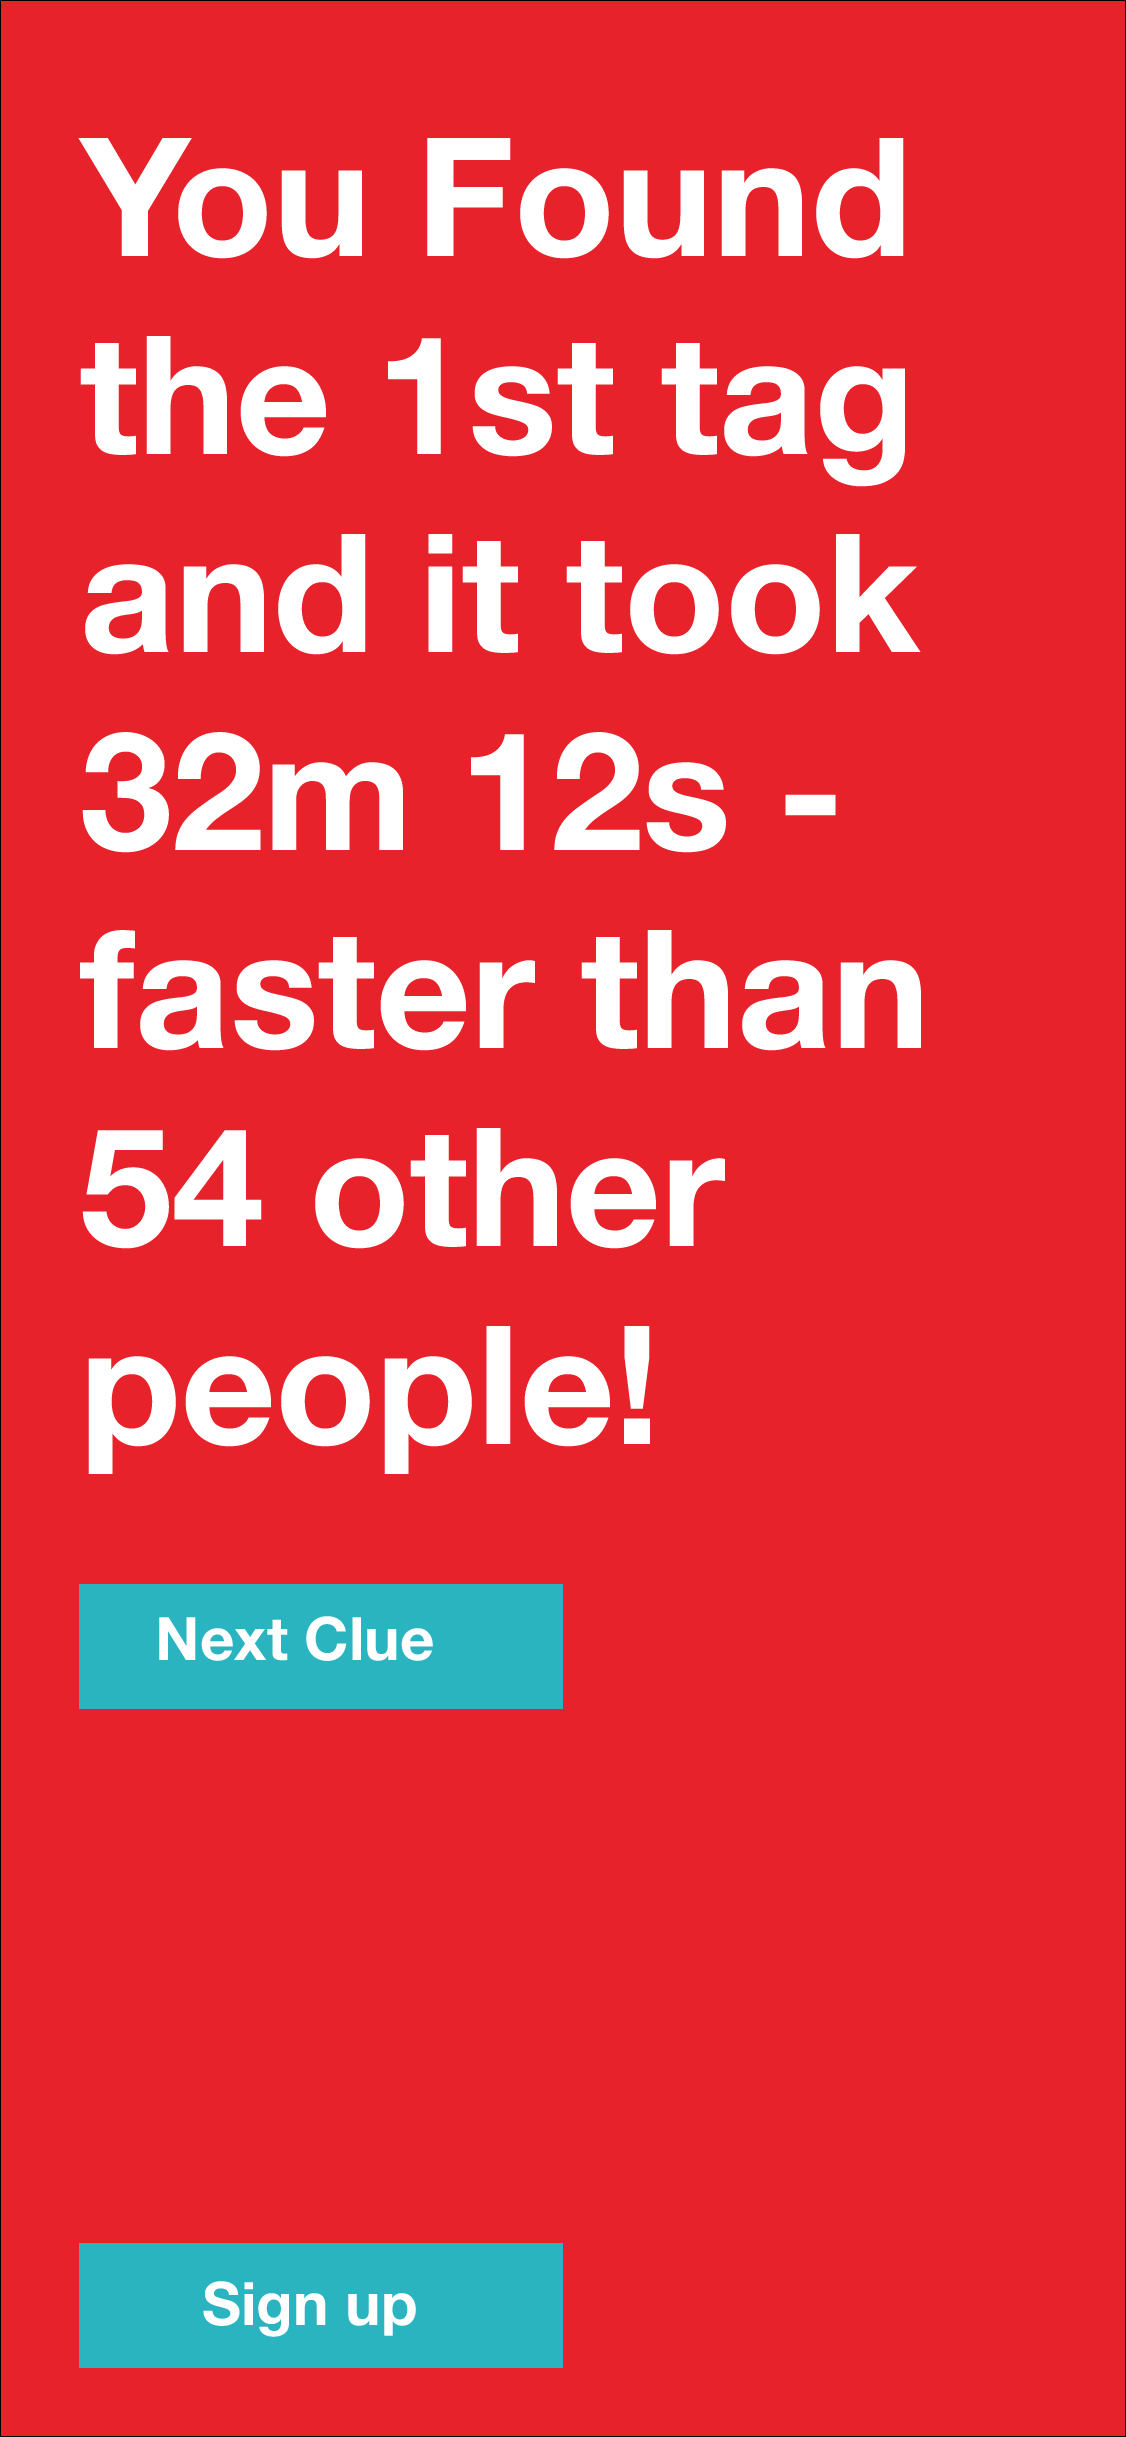 You Found
the 1st tag
and it took
32m 12s -
faster than
54 other
people!
Next Clue
Sign up